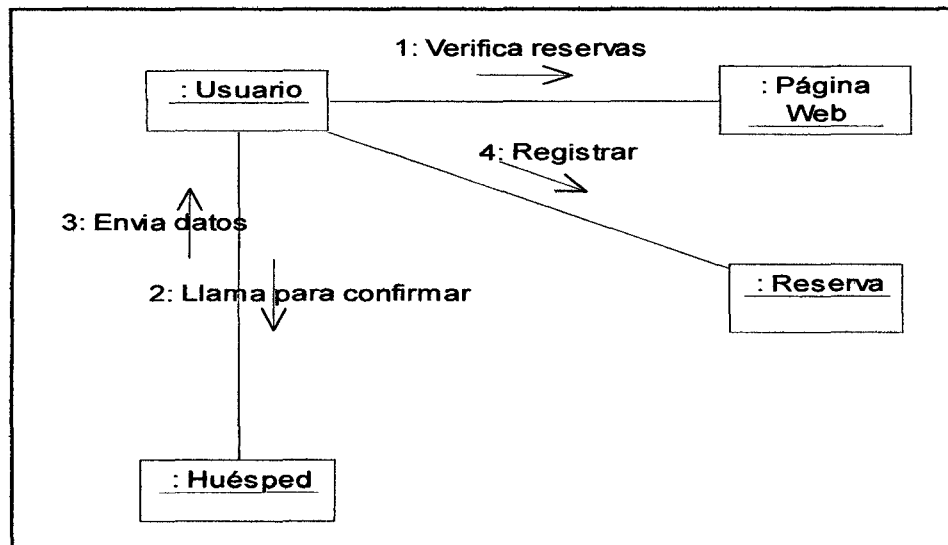 1: Verifica reservas
: Usuario
: Página
Web
4: Registrar
3: Envia datos
: Reserva
2: Llama para confirmar
: Huésped